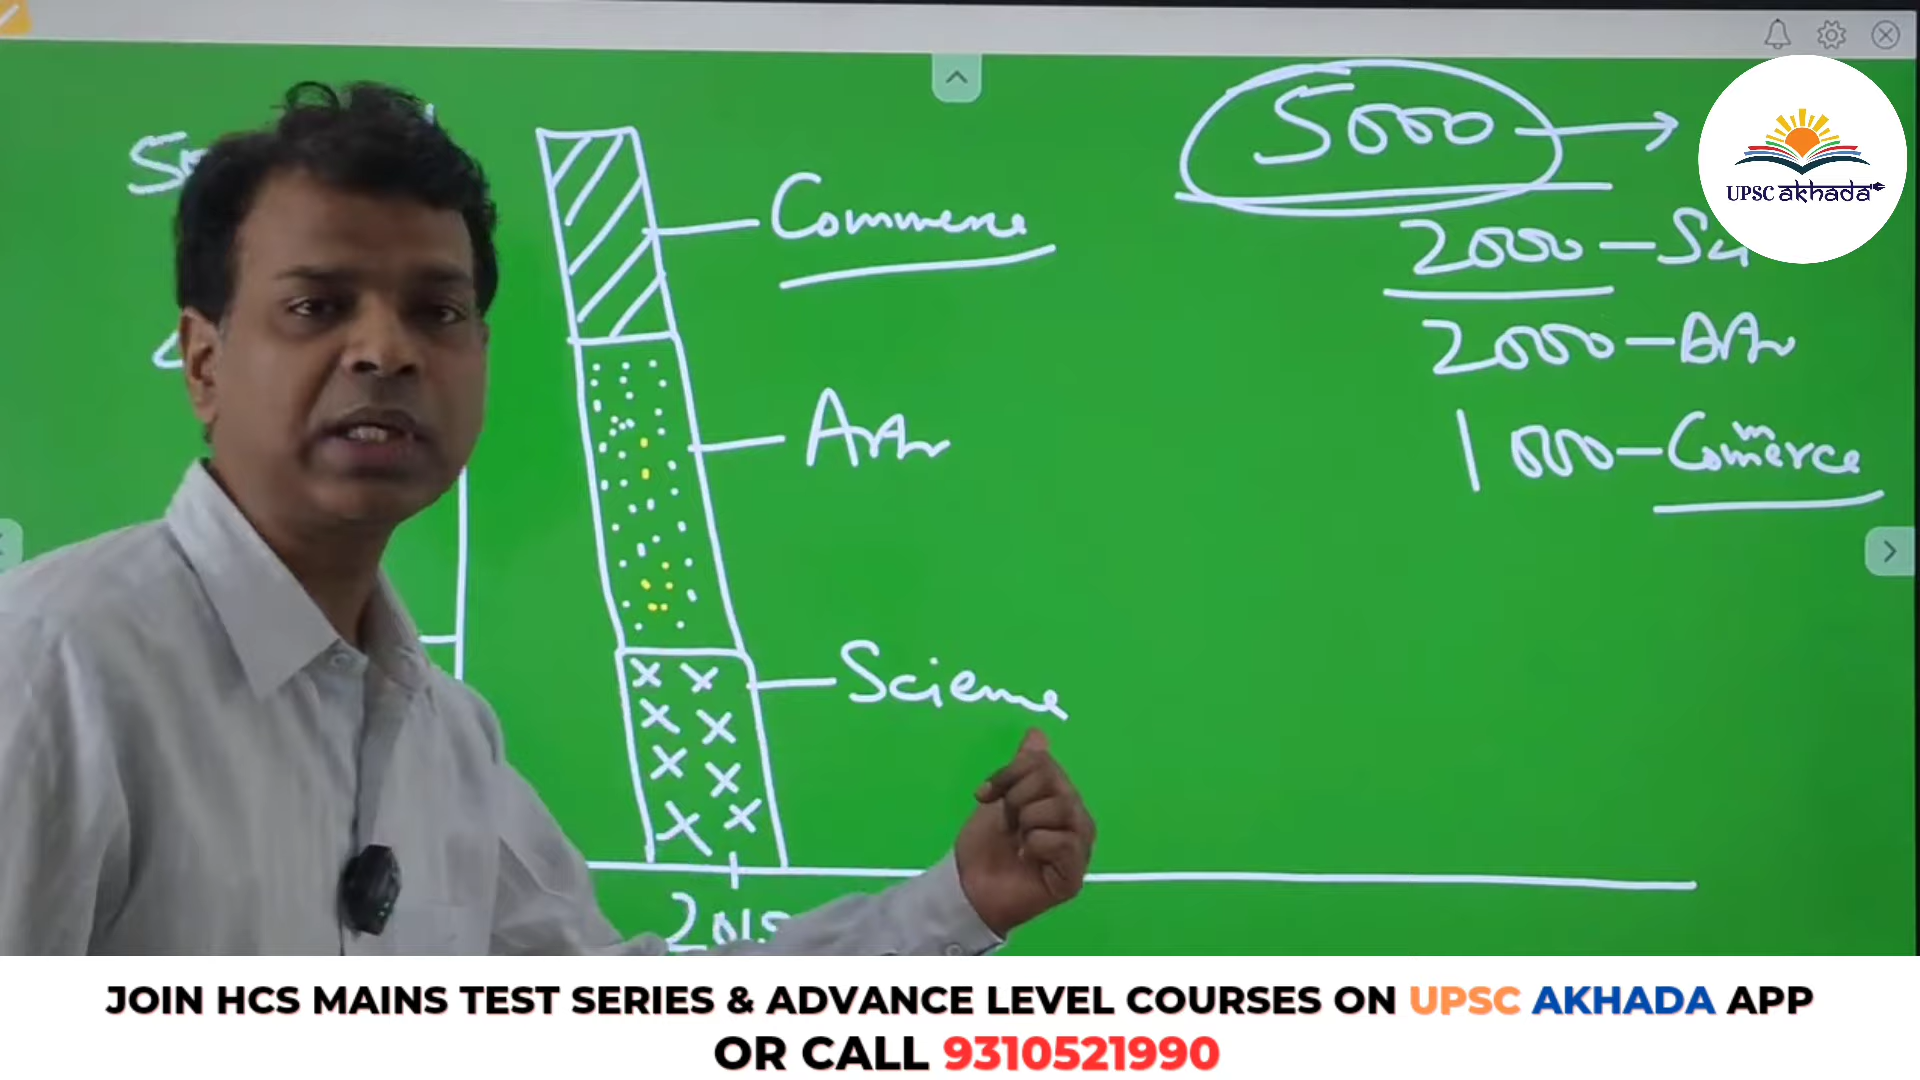 5000
UPSC akhada
Commerce
2000 – Sci
2000 – Arts
1000 – Commerce
Arts
Science
2015
JOIN HCS MAINS TEST SERIES & ADVANCE LEVEL COURSES ON UPSC AKHADA APP
OR CALL 9310521990